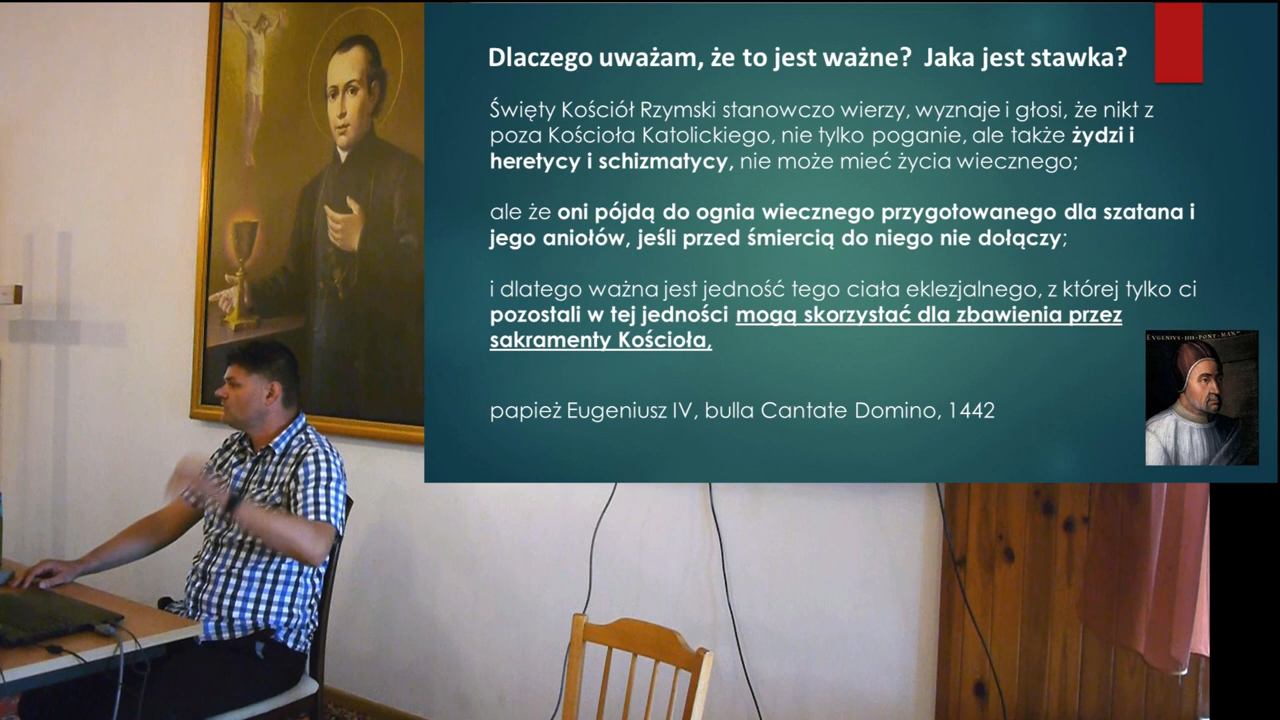 Dlaczego uważam, że to jest ważne? Jaka jest stawka?
Święty Kościół Rzymski stanowczo wierzy, wyznaje i głosi, że nikt z
poza Kościoła Katolickiego, nie tylko poganie, ale także żydzi i
heretycy i schizmatycy, nie może mieć życia wiecznego;
ale że oni pójdą do ognia wiecznego przygotowanego dla szatana i
jego aniołów, jeśli przed śmiercią do niego nie dołączy;
i dlatego ważna jest jedność tego ciała eklezjalnego, z której tylko ci
pozostali w tej jedności mogą skorzystać dla zbawienia przez
sakramenty Kościoła,
EVGENIVS · IIII · PONT · MAX
papież Eugeniusz IV, bulla Cantate Domino, 1442